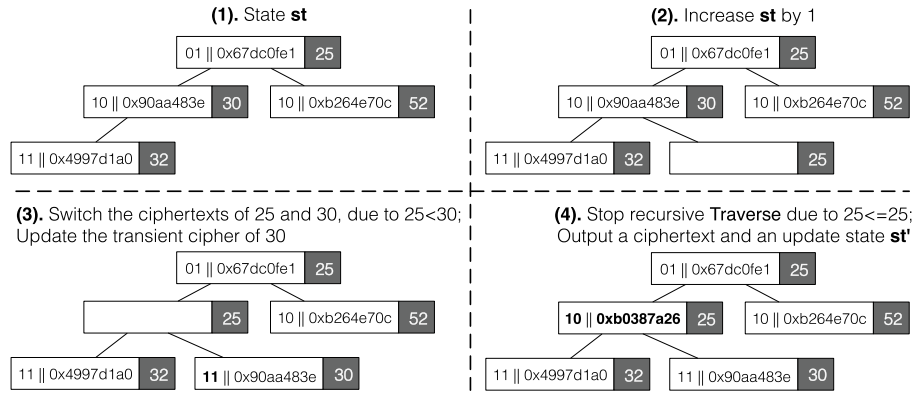 (1). State st
01 || 0x67dc0fe1 25
10 || 0x90aa483e 30 10 || 0xb264e70c 52
11 || 0x4997d1a0 32
(2). Increase st by 1
01 || 0x67dc0fe1 25
10 || 0x90aa483e 30 10 || 0xb264e70c 52
11 || 0x4997d1a0 32 25
(3). Switch the ciphertexts of 25 and 30, due to 25<30;
Update the transient cipher of 30
01 || 0x67dc0fe1 25
25 10 || 0xb264e70c 52
11 || 0x4997d1a0 32 11 || 0x90aa483e 30
(4). Stop recursive Traverse due to 25<=25;
Output a ciphertext and an update state st'
01 || 0x67dc0fe1 25
10 || 0xb0387a26 25 10 || 0xb264e70c 52
11 || 0x4997d1a0 32 11 || 0x90aa483e 30